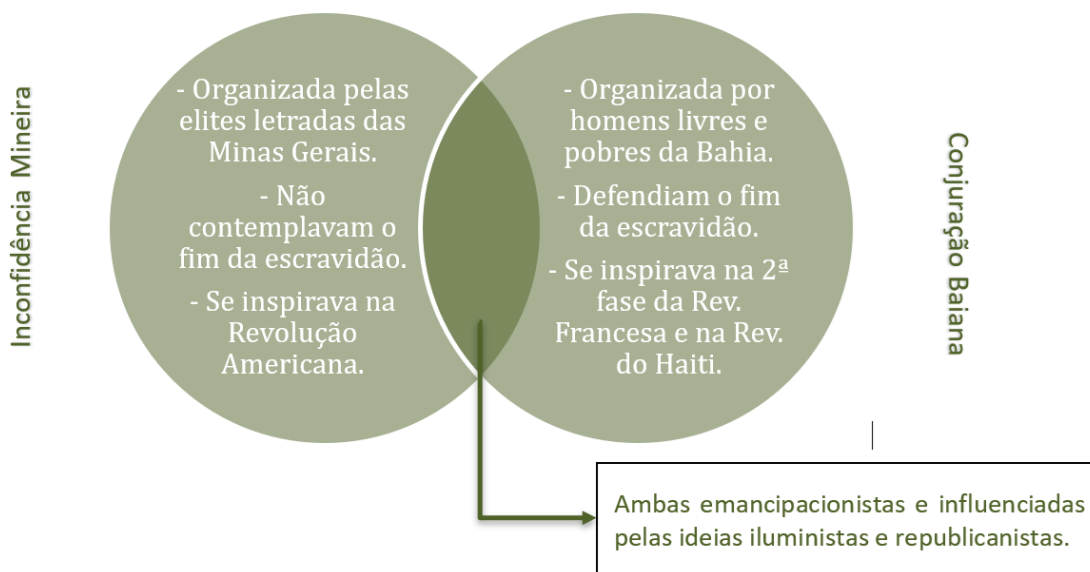 Inconfidência Mineira
- Organizada pelas
elites letradas das
Minas Gerais.
- Não
contemplavam o
fim da escravidão.
- Se inspirava na
Revolução
Americana.
- Organizada por
homens livres e
pobres da Bahia.
- Defendiam o fim
da escravidão.
- Se inspirava na 2ª
fase da Rev.
Francesa e na Rev.
do Haiti.
Conjuração Baiana
Ambas emancipacionistas e influenciadas
pelas ideias iluministas e republicanistas.